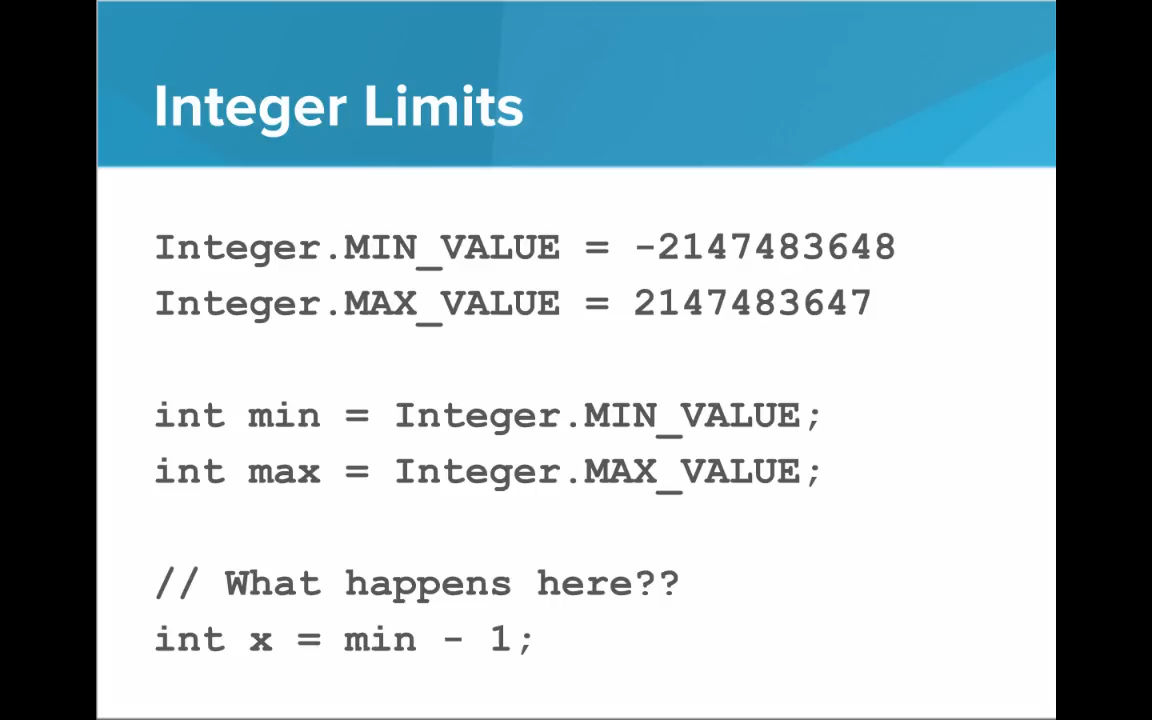 Integer Limits
Integer.MIN_VALUE = -2147483648
Integer.MAX_VALUE = 2147483647
int min = Integer.MIN_VALUE;
int max = Integer.MAX_VALUE;
// What happens here??
int x = min - 1;